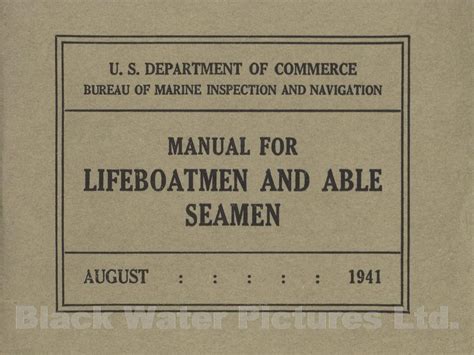 U. S. DEPARTMENT OF COMMERCE
BUREAU OF MARINE INSPECTION AND NAVIGATION
MANUAL FOR
LIFEBOATMEN AND ABLE
SEAMEN
AUGUST : : : : : 1941
Black Water Pictures Ltd.